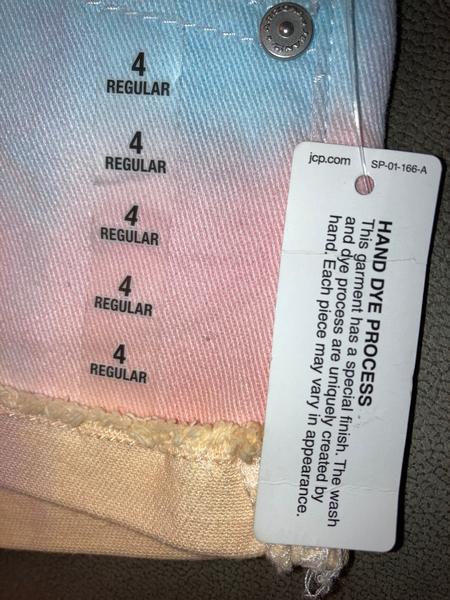 4
REGULAR
4
REGULAR
4
REGULAR
4
REGULAR
4
REGULAR
jcp.com SP-01-166-A
HAND DYE PROCESS
This garment has a special finish. The wash
and dye process are uniquely created by
hand. Each piece may vary in appearance.